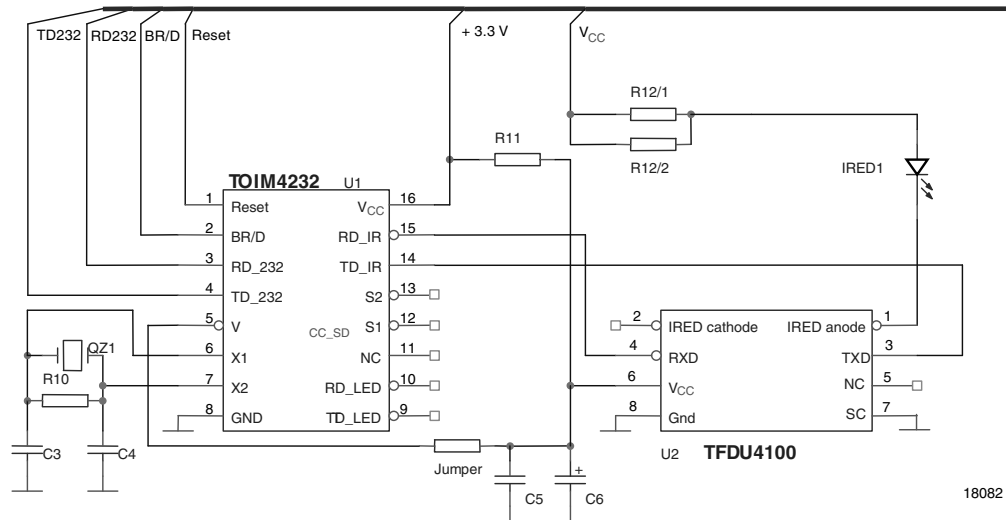 TD232 RD232 BR/D Reset + 3.3 V VCC
R12/1
R11
R12/2
IRED1
TOIM4232 U1
1 Reset VCC 16
2 BR/D RD_IR 15
3 RD_232 TD_IR 14
4 TD_232 S2 13
5 V CC_SD S1 12
6 X1 NC 11
7 X2 RD_LED 10
8 GND TD_LED 9
QZ1
R10
C3 C4
2 IRED cathode IRED anode 1
4 RXD TXD 3
6 VCC NC 5
8 Gnd SC 7
U2 TFDU4100
Jumper
C5 + C6
18082